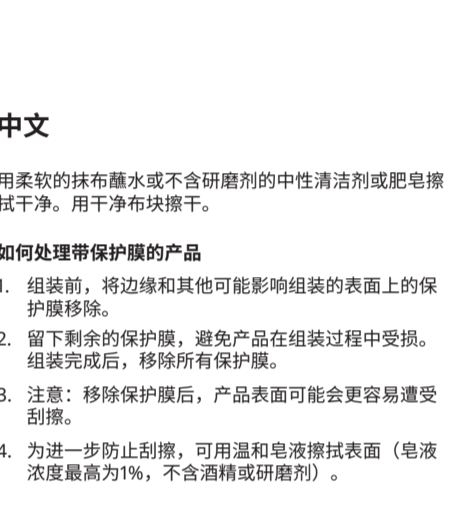 中文
用柔软的抹布蘸水或不含研磨剂的中性清洁剂或肥皂擦
拭干净。用干净布块擦干。
如何处理带保护膜的产品
1. 组装前，将边缘和其他可能影响组装的表面上的保
护膜移除。
2. 留下剩余的保护膜，避免产品在组装过程中受损。
组装完成后，移除所有保护膜。
3. 注意：移除保护膜后，产品表面可能会更容易遭受
刮擦。
4. 为进一步防止刮擦，可用温和皂液擦拭表面（皂液
浓度最高为1%，不含酒精或研磨剂）。